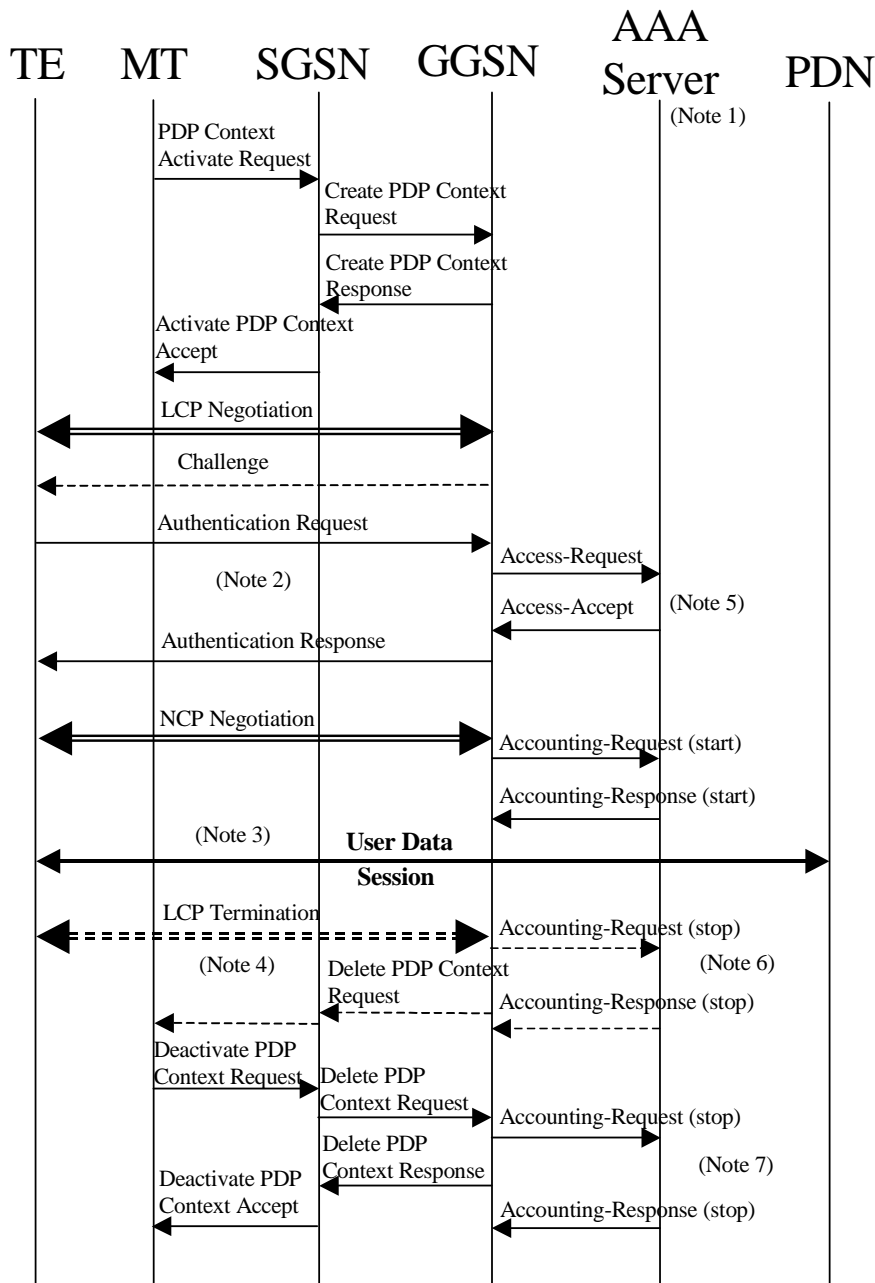 TE
MT
SGSN
GGSN
AAA
Server
PDN
(Note 1)
PDP Context
Activate Request
Create PDP Context
Request
Create PDP Context
Response
Activate PDP Context
Accept
LCP Negotiation
Challenge
Authentication Request
Access-Request
(Note 2)
Access-Accept
(Note 5)
Authentication Response
NCP Negotiation
Accounting-Request (start)
Accounting-Response (start)
(Note 3)
User Data
Session
LCP Termination
Accounting-Request (stop)
(Note 4)
(Note 6)
Delete PDP Context
Request
Accounting-Response (stop)
Deactivate PDP
Context Request
Delete PDP
Context Request
Accounting-Request (stop)
Delete PDP
Context Response
(Note 7)
Deactivate PDP
Context Accept
Accounting-Response (stop)